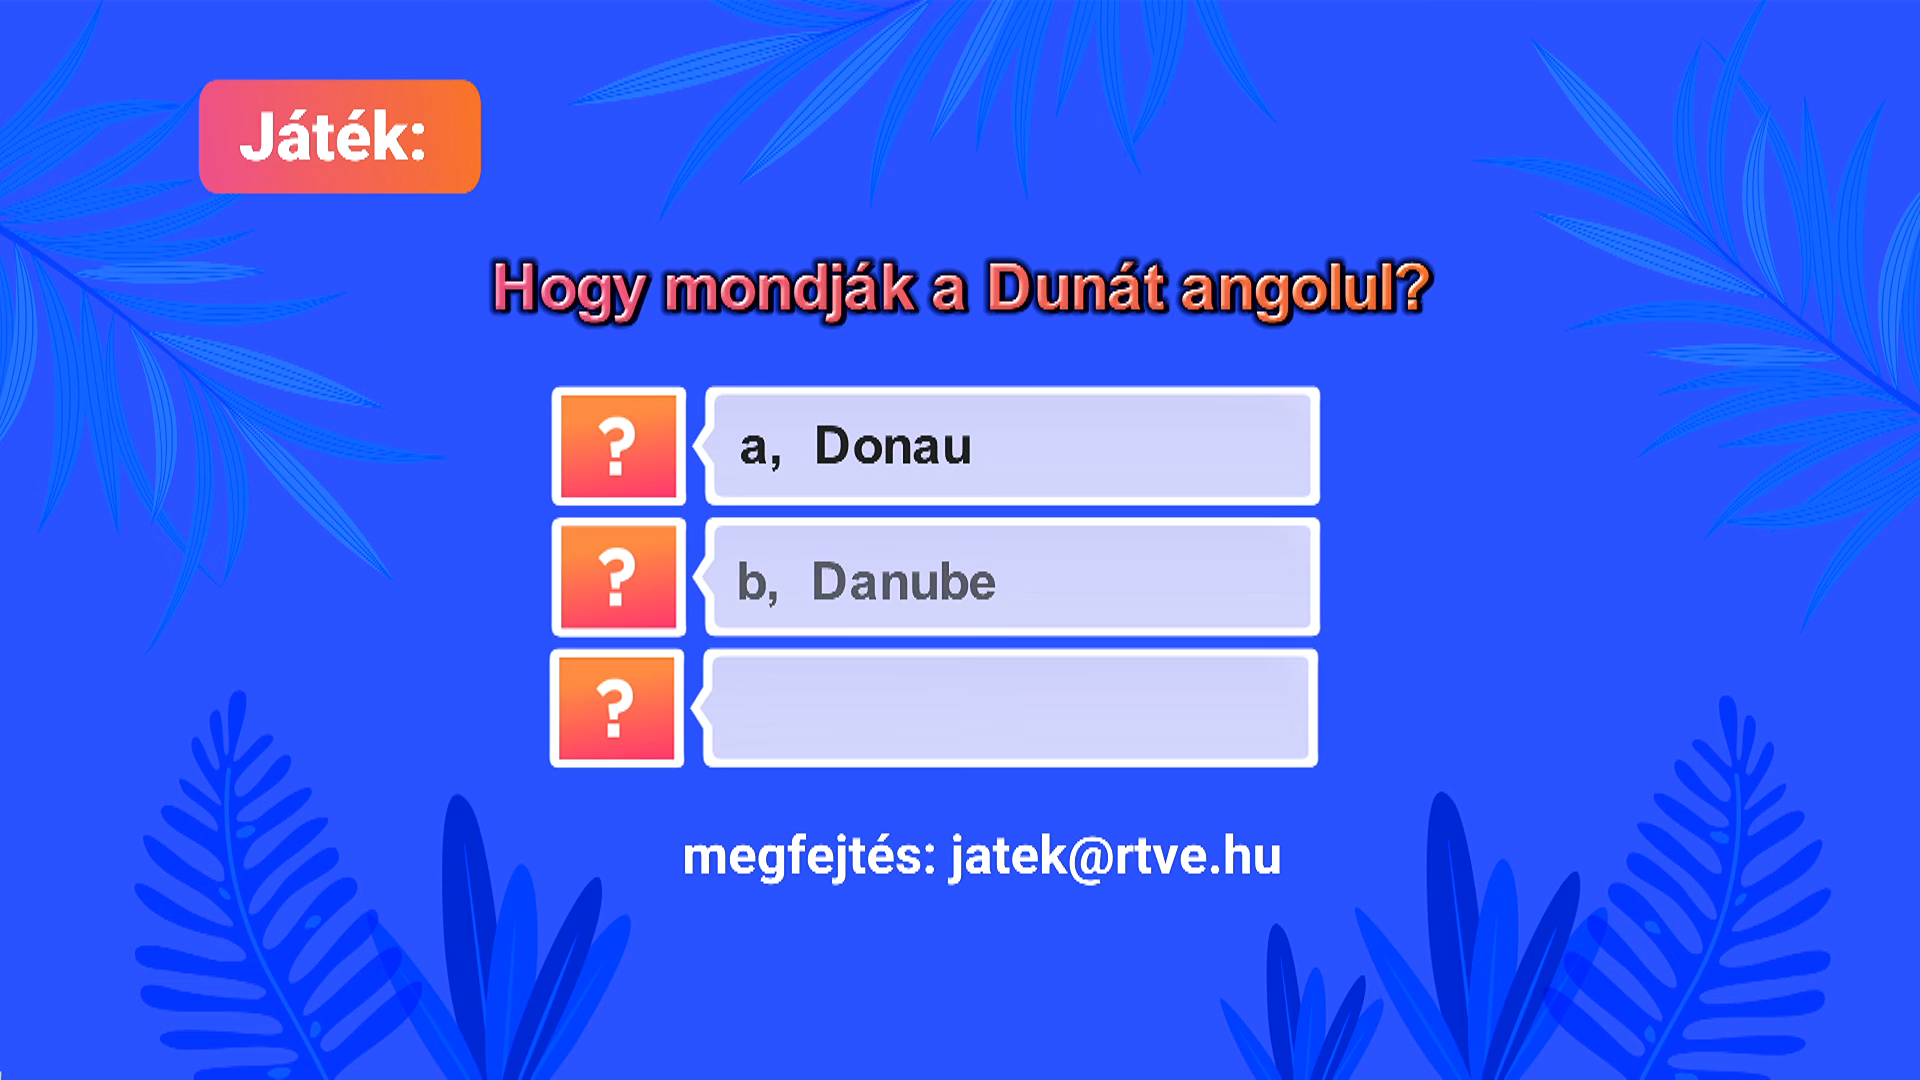 Játék:
Hogy mondják a Dunát angolul?
? a, Donau
? b, Danube
?
megfejtés: jatek@rtve.hu